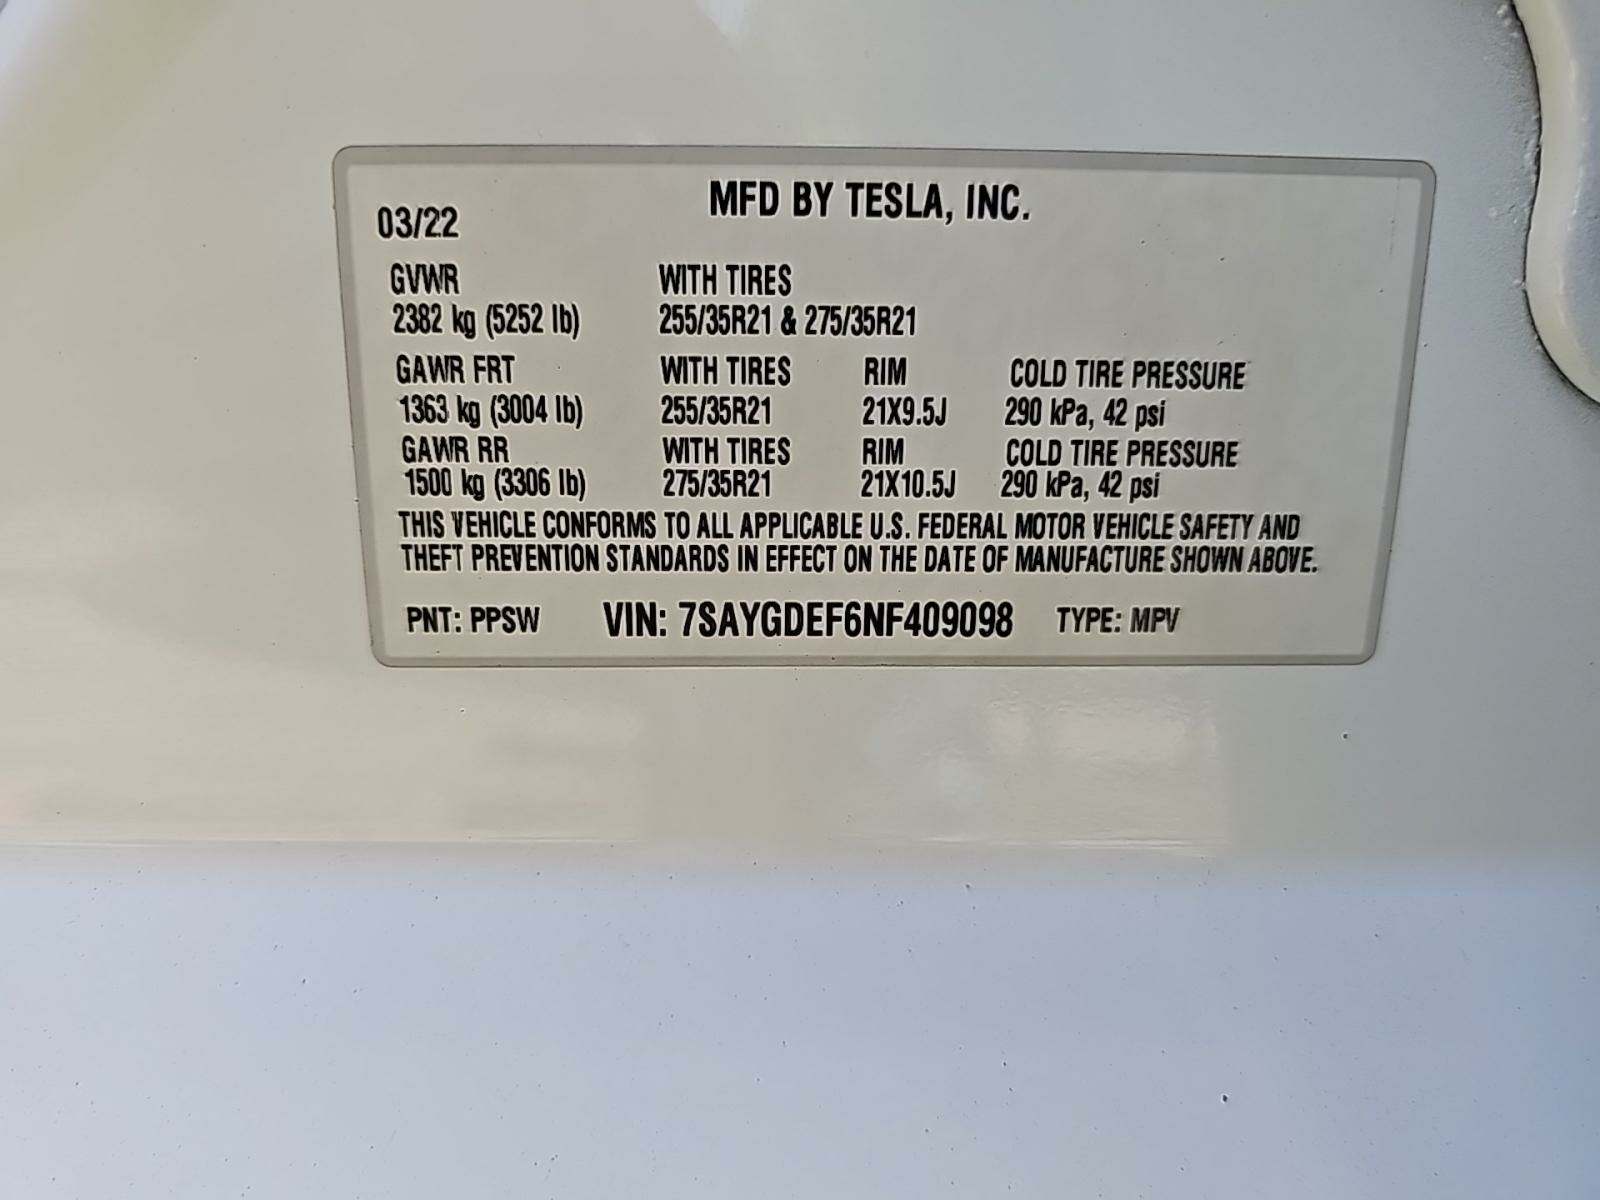 MFD BY TESLA, INC.
03/22
GVWR WITH TIRES
2382 kg (5252 lb) 255/35R21 & 275/35R21
GAWR FRT WITH TIRES RIM COLD TIRE PRESSURE
1363 kg (3004 lb) 255/35R21 21X9.5J 290 kPa, 42 psi
GAWR RR WITH TIRES RIM COLD TIRE PRESSURE
1500 kg (3306 lb) 275/35R21 21X10.5J 290 kPa, 42 psi
THIS VEHICLE CONFORMS TO ALL APPLICABLE U.S. FEDERAL MOTOR VEHICLE SAFETY AND
THEFT PREVENTION STANDARDS IN EFFECT ON THE DATE OF MANUFACTURE SHOWN ABOVE.
PNT: PPSW VIN: 7SAYGDEF6NF409098 TYPE: MPV